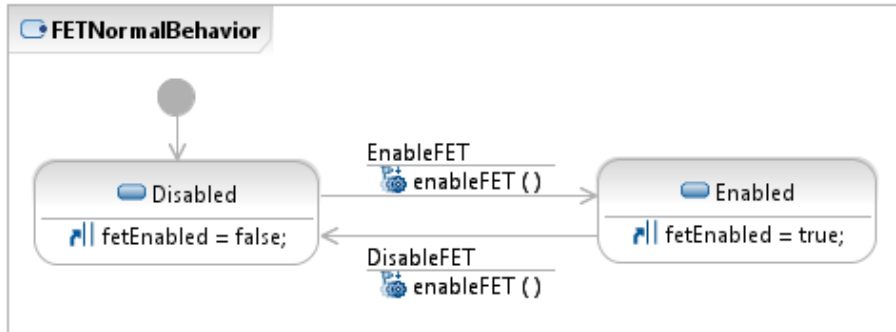 FETNormalBehavior
EnableFET
enableFET ( )
Disabled
fetEnabled = false;
Enabled
fetEnabled = true;
DisableFET
enableFET ( )